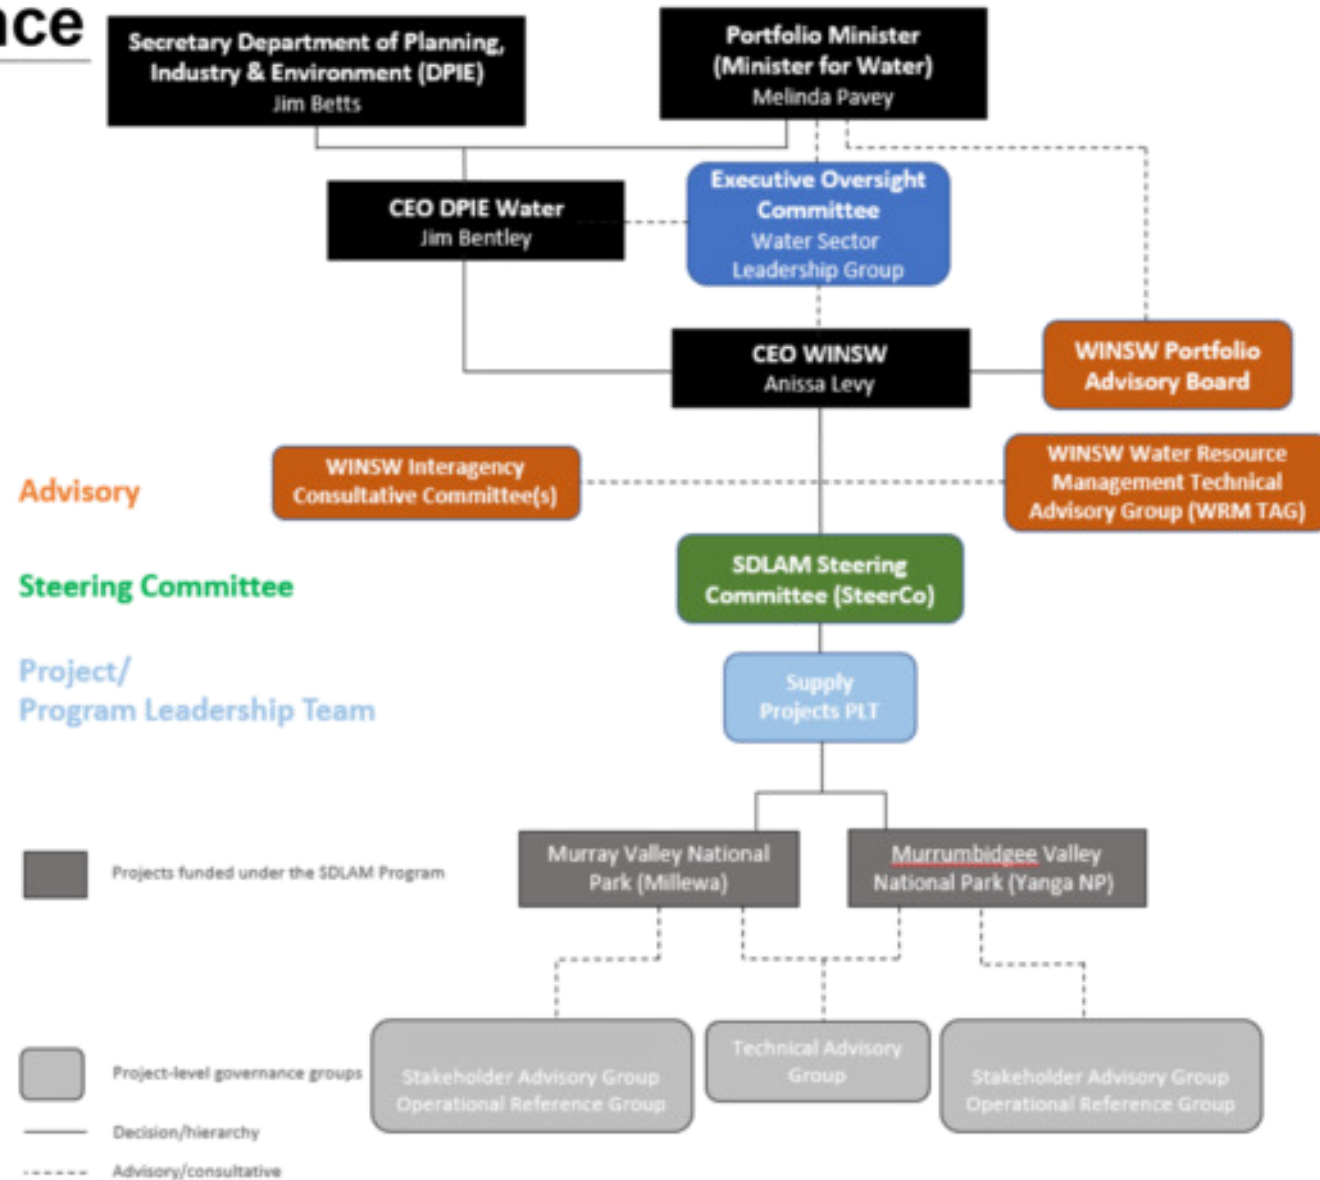 Secretary Department of Planning,
Industry & Environment (DPIE)
Jim Betts
Portfolio Minister
(Minister for Water)
Melinda Pavey
CEO DPIE Water
Jim Bentley
Executive Oversight
Committee
Water Sector
Leadership Group
CEO WINSW
Anissa Levy
WINSW Portfolio
Advisory Board
Advisory
WINSW Interagency
Consultative Committee(s)
WINSW Water Resource
Management Technical
Advisory Group (WRM TAG)
Steering Committee
SDLAM Steering
Committee (SteerCo)
Project/
Program Leadership Team
Supply
Projects PLT
Projects funded under the SDLAM Program
Murray Valley National
Park (Millewa)
Murrumbidgee Valley
National Park (Yanga NP)
Project-level governance groups
Stakeholder Advisory Group
Operational Reference Group
Technical Advisory
Group
Stakeholder Advisory Group
Operational Reference Group
Decision/hierarchy
Advisory/consultative